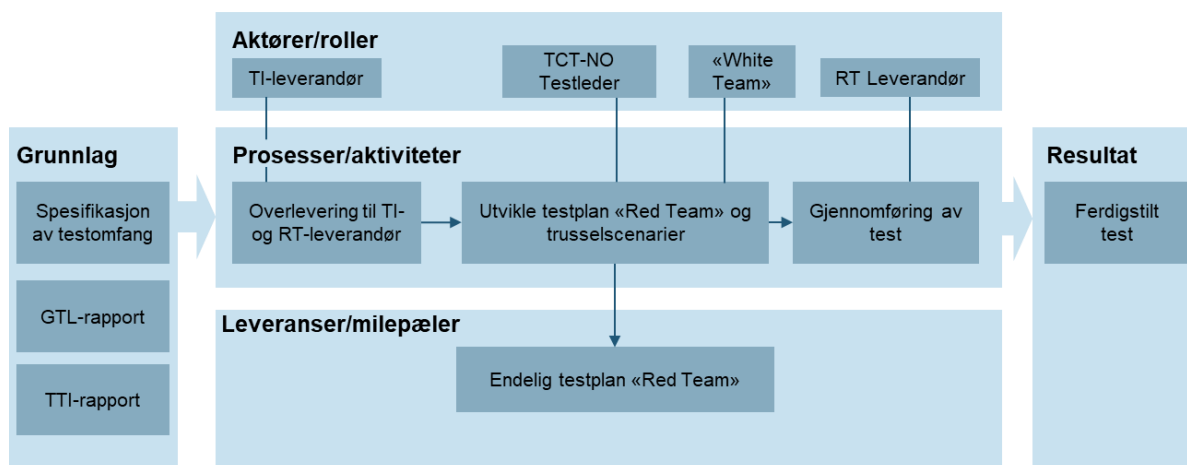 Aktører/roller
TI-leverandør
TCT-NO
Testleder
«White
Team»
RT Leverandør
Grunnlag
Spesifikasjon
av testomfang
GTL-rapport
TTI-rapport
Prosesser/aktiviteter
Overlevering til TI-
og RT-leverandør
Utvikle testplan «Red Team» og
trusselscenarier
Gjennomføring av
test
Leveranser/milepæler
Endelig testplan «Red Team»
Resultat
Ferdigstilt
test